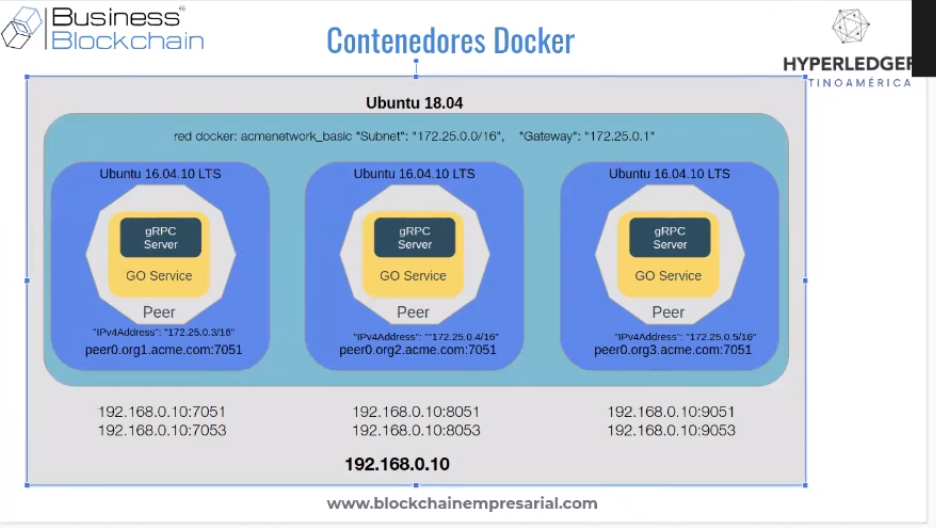 Business®
Blockchain
Contenedores Docker
HYPERLEDGER
TINOAMÉRICA
Ubuntu 18.04
red docker: acmenetwork_basic "Subnet": "172.25.0.0/16", "Gateway": "172.25.0.1"
Ubuntu 16.04.10 LTS
gRPC
Server
GO Service
Peer
"IPv4Address": "172.25.0.3/16"
peer0.org1.acme.com:7051
Ubuntu 16.04.10 LTS
gRPC
Server
GO Service
Peer
"IPv4Address": ""172.25.0.4/16"
peer0.org2.acme.com:7051
Ubuntu 16.04.10 LTS
gRPC
Server
GO Service
Peer
"IPv4Address": "172.25.0.5/16"
peer0.org3.acme.com:7051
192.168.0.10:7051
192.168.0.10:7053
192.168.0.10:8051
192.168.0.10:8053
192.168.0.10:9051
192.168.0.10:9053
192.168.0.10
www.blockchainempresarial.com